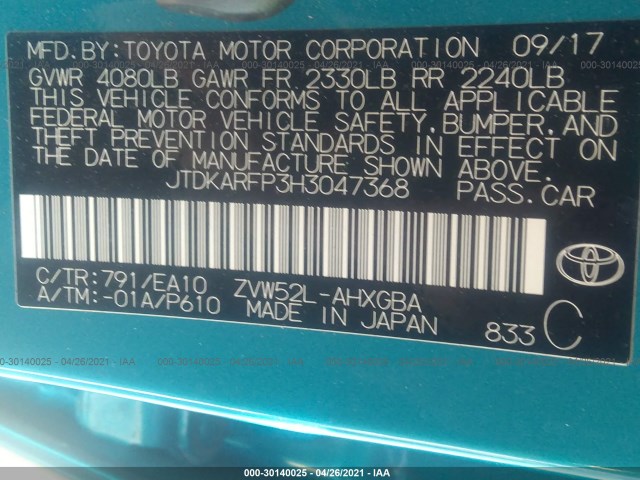 MFD.BY:TOYOTA MOTOR CORPORATION 09/17
GVWR 4080LB GAWR FR 2330LB RR 2240LB
THIS VEHICLE CONFORMS TO ALL APPLICABLE
FEDERAL MOTOR VEHICLE SAFETY,BUMPER,AND
THEFT PREVENTION STANDARDS IN EFFECT ON
THE DATE OF MANUFACTURE SHOWN ABOVE.
JTDKARFP3H3047368 PASS.CAR
C/TR:791/EA10 ZVW52L-AHXGBA
A/TM:-01A/P610 MADE IN JAPAN 833 C
TOYOTA
000-30140025 - 04/26/2021 - IAA